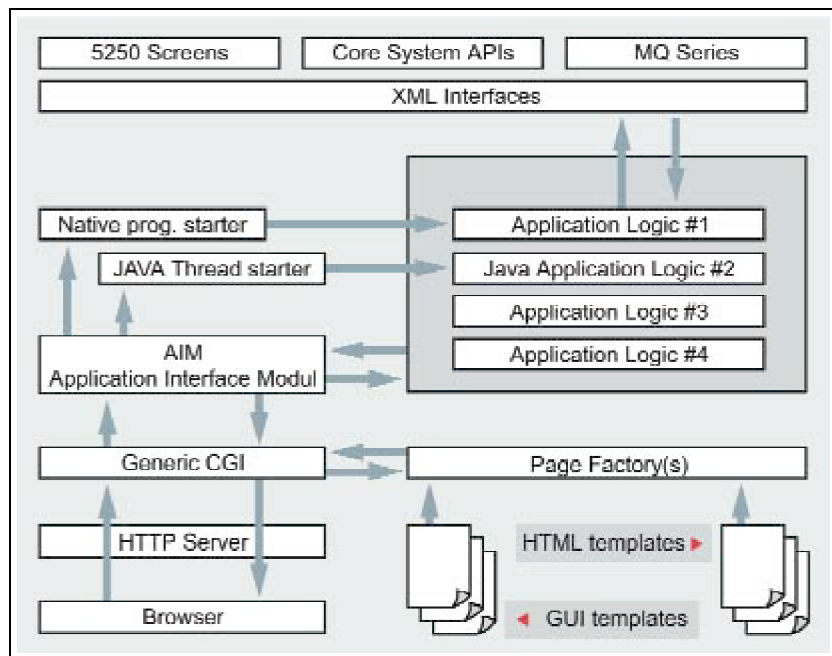 5250 Screens
Core System APIs
MQ Series
XML Interfaces
Native prog. starter
Application Logic #1
JAVA Thread starter
Java Application Logic #2
Application Logic #3
AIM
Application Interface Modul
Application Logic #4
Generic CGI
Page Factory(s)
HTTP Server
HTML templates
Browser
GUI templates